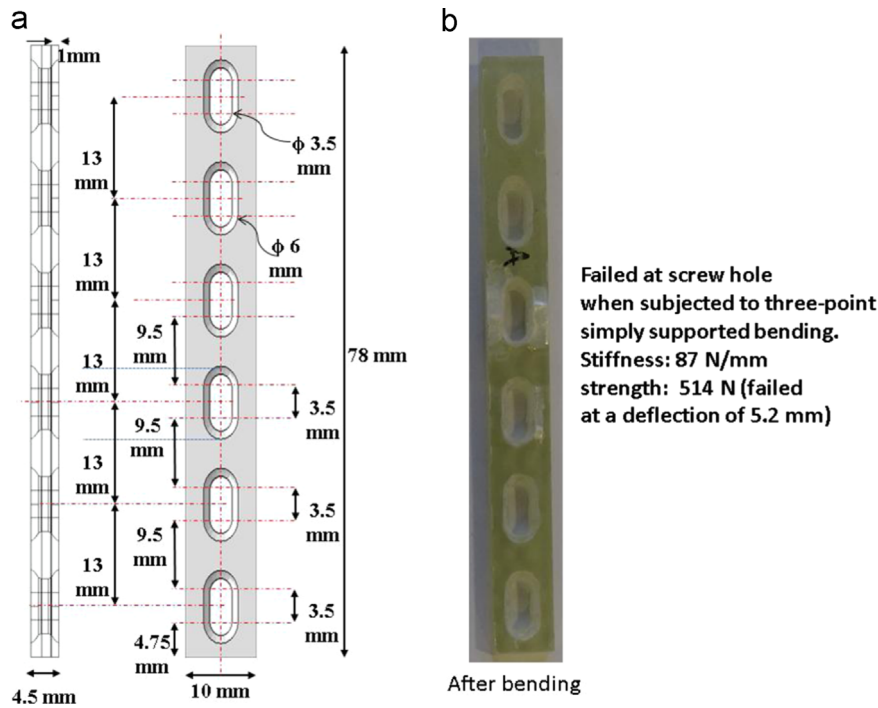 a
1mm
13
mm
13
mm
13
mm
13
mm
13
mm
4.5 mm
ϕ 3.5
mm
ϕ 6
mm
9.5
mm
9.5
mm
9.5
mm
4.75
mm
3.5
mm
3.5
mm
3.5
mm
78 mm
10 mm
b
A
Failed at screw hole
when subjected to three-point
simply supported bending.
Stiffness: 87 N/mm
strength:  514 N (failed
at a deflection of 5.2 mm)
After bending